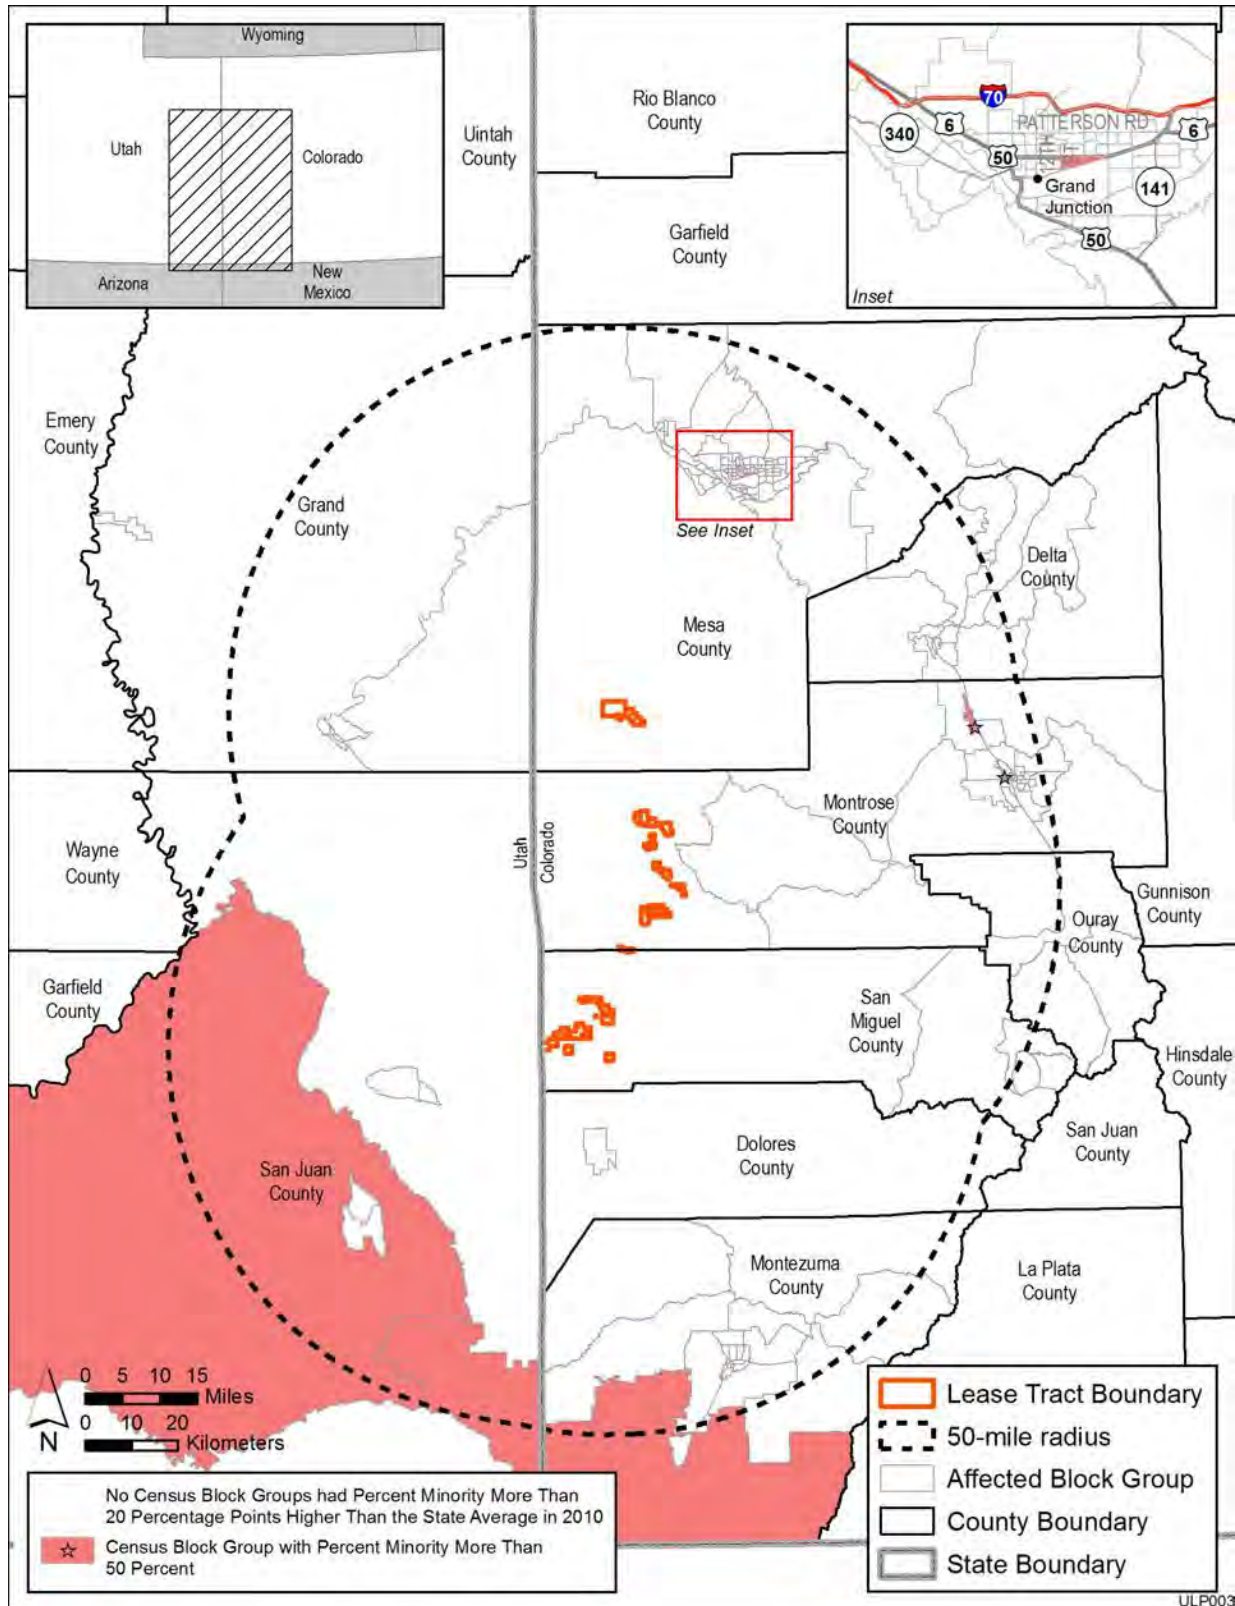 Wyoming
Utah
Colorado
Arizona
New
Mexico
Uintah
County
Rio Blanco
County
Garfield
County
70
6
PATTERSON RD
6
340
50
12TH
ST
Grand
Junction
141
50
Inset
Emery
County
Grand
County
See Inset
Delta
County
Mesa
County
Montrose
County
Utah
Colorado
Wayne
County
Gunnison
County
Ouray
County
Garfield
County
San
Miguel
County
Hinsdale
County
San Juan
County
Dolores
County
San Juan
County
Montezuma
County
La Plata
County
0 5 10 15
Miles
0 10 20
Kilometers
N
No Census Block Groups had Percent Minority More Than
20 Percentage Points Higher Than the State Average in 2010
Census Block Group with Percent Minority More Than
50 Percent
Lease Tract Boundary
50-mile radius
Affected Block Group
County Boundary
State Boundary
ULP003